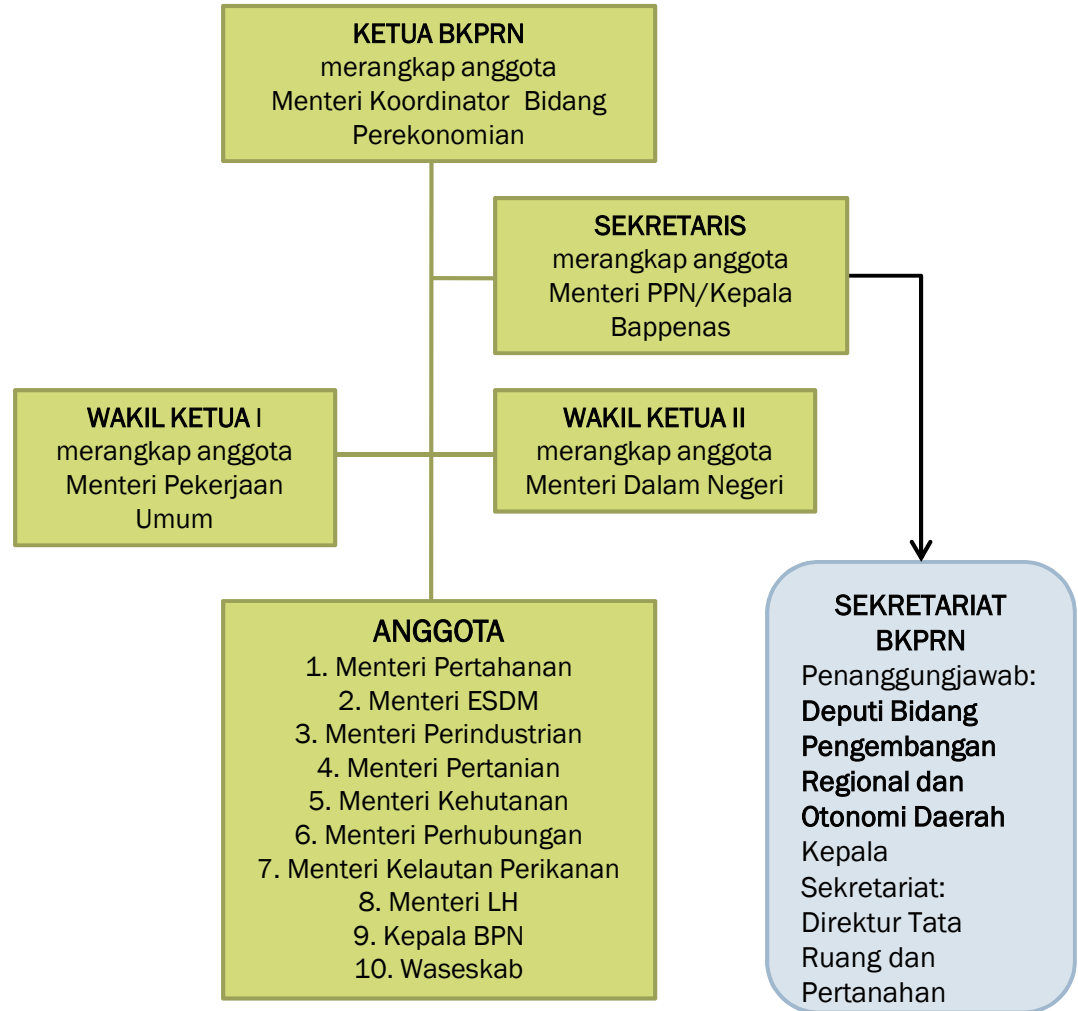 KETUA BKPRN
merangkap anggota
Menteri Koordinator Bidang
Perekonomian
SEKRETARIS
merangkap anggota
Menteri PPN/Kepala
Bappenas
WAKIL KETUA I
merangkap anggota
Menteri Pekerjaan
Umum
WAKIL KETUA II
merangkap anggota
Menteri Dalam Negeri
ANGGOTA
1. Menteri Pertahanan
2. Menteri ESDM
3. Menteri Perindustrian
4. Menteri Pertanian
5. Menteri Kehutanan
6. Menteri Perhubungan
7. Menteri Kelautan Perikanan
8. Menteri LH
9. Kepala BPN
10. Waseskab
SEKRETARIAT
BKPRN
Penanggungjawab:
Deputi Bidang
Pengembangan
Regional dan
Otonomi Daerah
Kepala
Sekretariat:
Direktur Tata
Ruang dan
Pertanahan